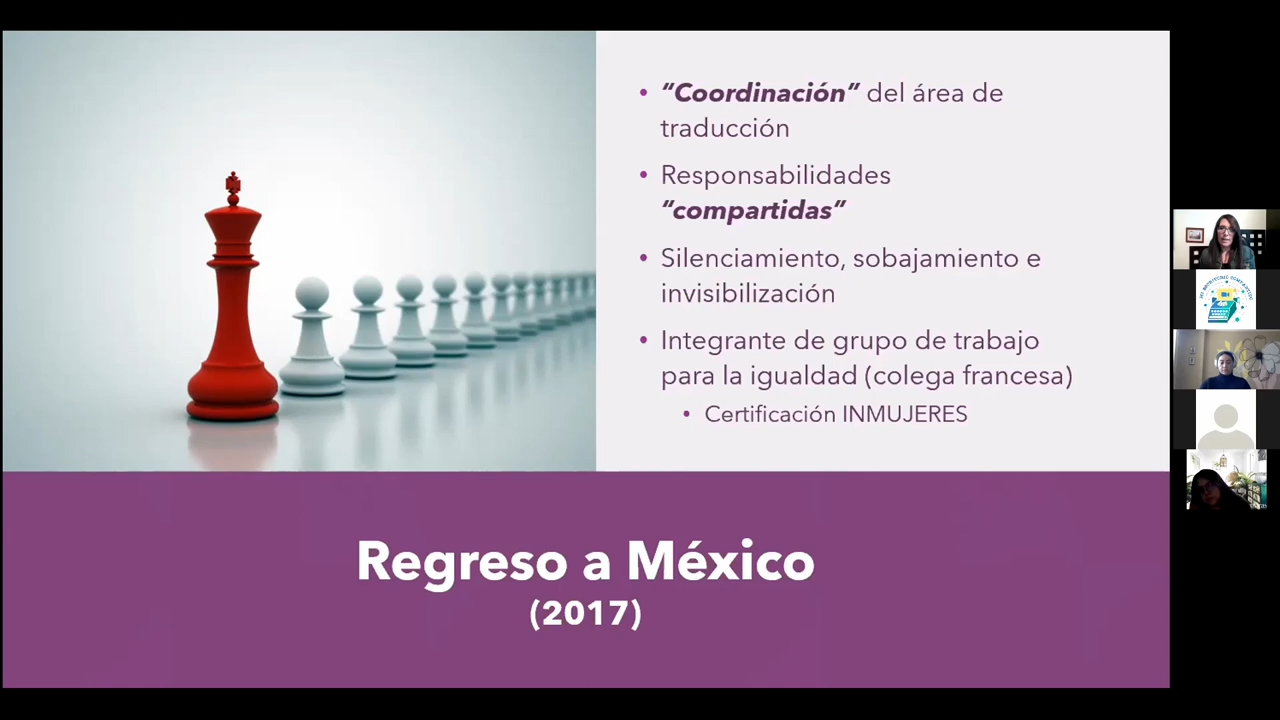 • “Coordinación” del área de
traducción
• Responsabilidades
“compartidas”
• Silenciamiento, sobajamiento e
invisibilización
• Integrante de grupo de trabajo
para la igualdad (colega francesa)
• Certificación INMUJERES
Regreso a México
(2017)